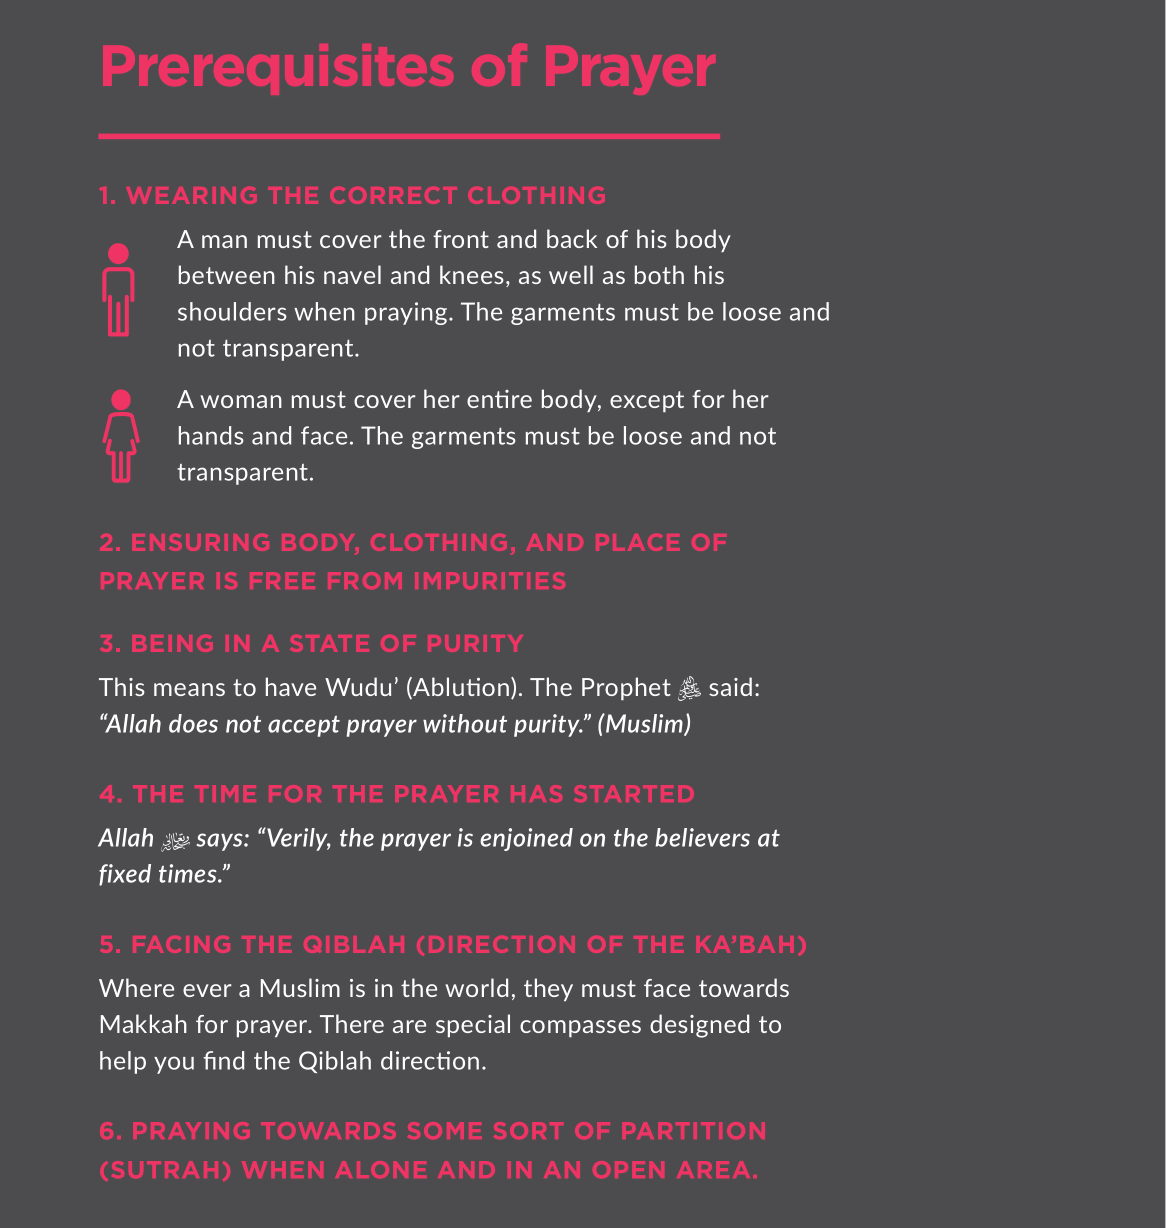 Prerequisites of Prayer
1. WEARING THE CORRECT CLOTHING
A man must cover the front and back of his body
between his navel and knees, as well as both his
shoulders when praying. The garments must be loose and
not transparent.
A woman must cover her entire body, except for her
hands and face. The garments must be loose and not
transparent.
2. ENSURING BODY, CLOTHING, AND PLACE OF
PRAYER IS FREE FROM IMPURITIES
3. BEING IN A STATE OF PURITY
This means to have Wudu’ (Ablution). The Prophet ﷺ said:
“Allah does not accept prayer without purity.” (Muslim)
4. THE TIME FOR THE PRAYER HAS STARTED
Allah says: “Verily, the prayer is enjoined on the believers at
fixed times.”
5. FACING THE QIBLAH (DIRECTION OF THE KA’BAH)
Where ever a Muslim is in the world, they must face towards
Makkah for prayer. There are special compasses designed to
help you find the Qiblah direction.
6. PRAYING TOWARDS SOME SORT OF PARTITION
(SUTRAH) WHEN ALONE AND IN AN OPEN AREA.